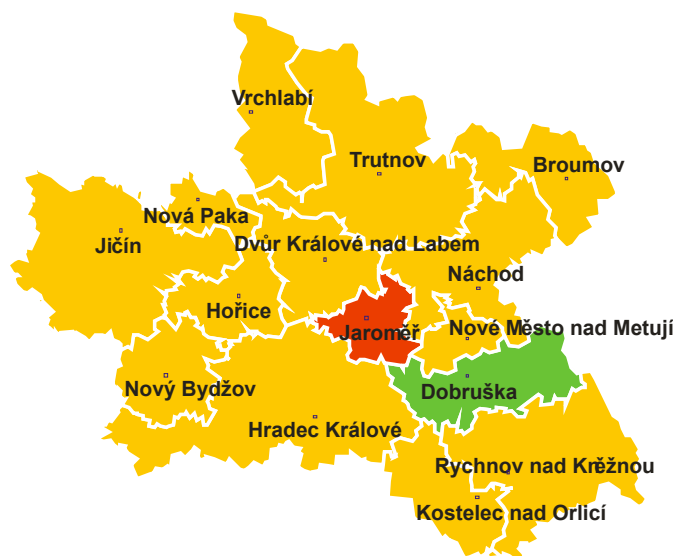 Vrchlabí
Trutnov
Broumov
Nová Paka
Jičín
Dvůr Králové nad Labem
Náchod
Hořice
Jaroměř
Nové Město nad Metují
Nový Bydžov
Dobruška
Hradec Králové
Rychnov nad Kněžnou
Kostelec nad Orlicí